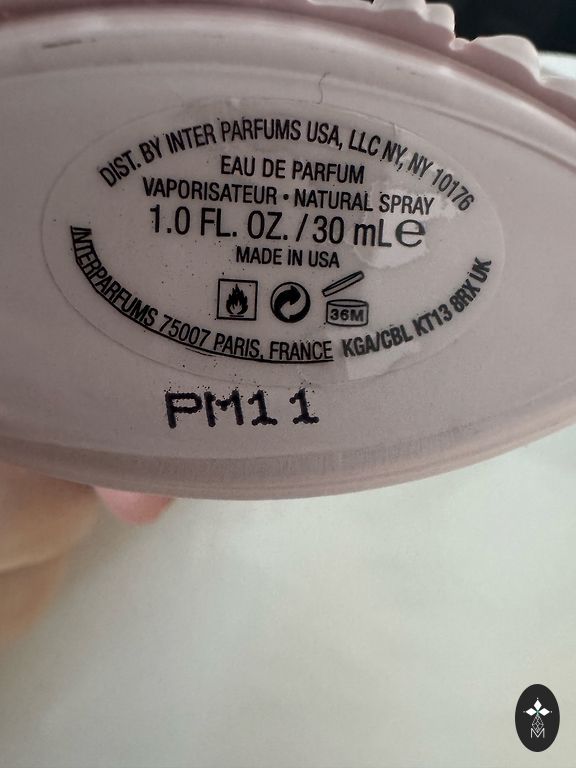 DIST. BY INTER PARFUMS USA, LLC NY, NY 10176
EAU DE PARFUM
VAPORISATEUR • NATURAL SPRAY
1.0 FL. OZ. / 30 mL e
MADE IN USA
36M
INTERPARFUMS 75007 PARIS, FRANCE KGA/CBL KT13 8RX UK
PM11
M